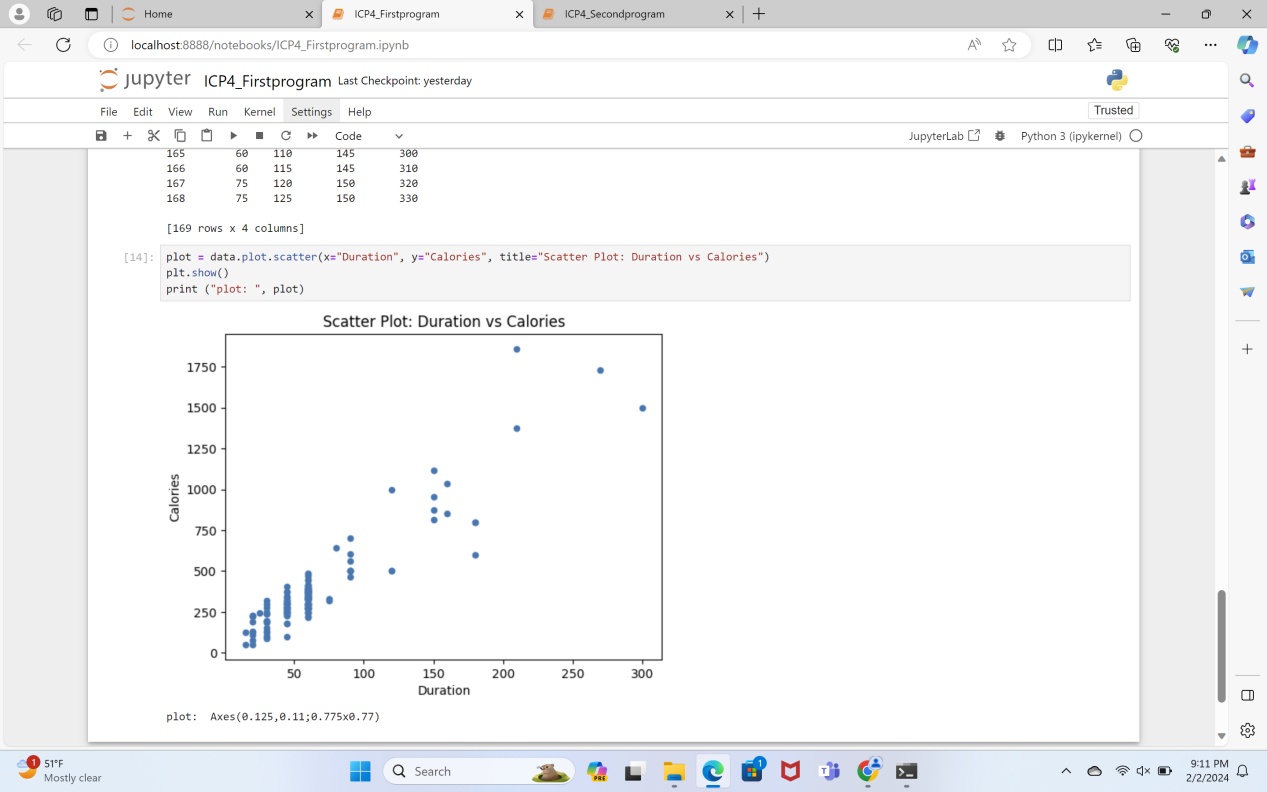 Home
ICP4_Firstprogram
ICP4_Secondprogram
localhost:8888/notebooks/ICP4_Firstprogram.ipynb
jupyter ICP4_Firstprogram Last Checkpoint: yesterday
File Edit View Run Kernel Settings Help
Trusted
Code
JupyterLab
Python 3 (ipykernel)
165 60 110 145 300
166 60 115 145 310
167 75 120 150 320
168 75 125 150 330
[169 rows x 4 columns]
[14]: plot = data.plot.scatter(x="Duration", y="Calories", title="Scatter Plot: Duration vs Calories")
plt.show()
print ("plot: ", plot)
Scatter Plot: Duration vs Calories
1750
1500
1250
1000
750
500
250
0
Calories
50 100 150 200 250 300
Duration
plot:  Axes(0.125,0.11;0.775x0.77)
1
51°F
Mostly clear
Search
PRE
1
9:11 PM
2/2/2024